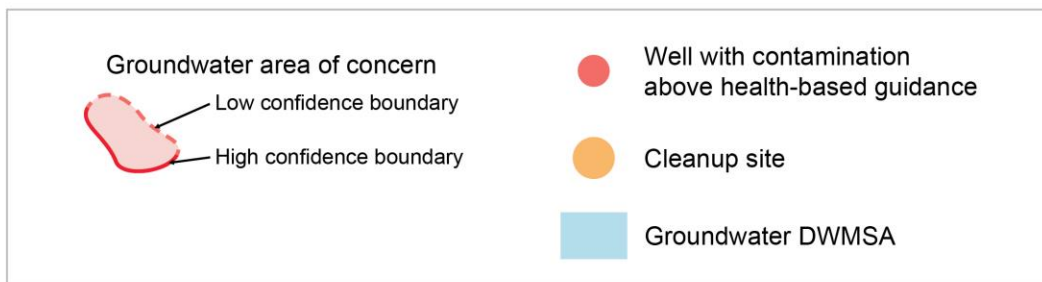 Groundwater area of concern
Low confidence boundary
High confidence boundary
Well with contamination
above health-based guidance
Cleanup site
Groundwater DWMSA